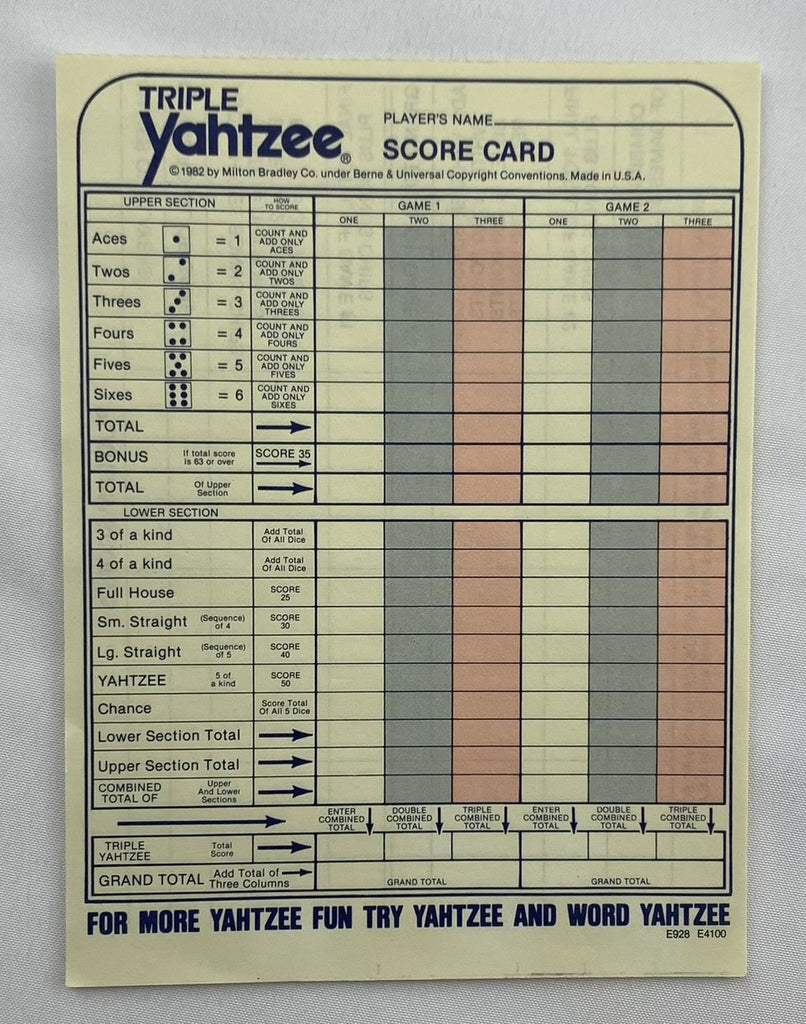 TRIPLE
Yahtzee®
PLAYER'S NAME
SCORE CARD
©1982 by Milton Bradley Co. under Berne & Universal Copyright Conventions. Made in U.S.A.
UPPER SECTION HOW TO SCORE GAME 1 GAME 2
ONE TWO THREE ONE TWO THREE
Aces = 1 COUNT AND ADD ONLY ACES
Twos = 2 COUNT AND ADD ONLY TWOS
Threes = 3 COUNT AND ADD ONLY THREES
Fours = 4 COUNT AND ADD ONLY FOURS
Fives = 5 COUNT AND ADD ONLY FIVES
Sixes = 6 COUNT AND ADD ONLY SIXES
TOTAL
BONUS If total score is 63 or over SCORE 35
TOTAL Of Upper Section
LOWER SECTION
3 of a kind Add Total Of All Dice
4 of a kind Add Total Of All Dice
Full House SCORE 25
Sm. Straight (Sequence) of 4 SCORE 30
Lg. Straight (Sequence) of 5 SCORE 40
YAHTZEE 5 of a kind SCORE 50
Chance Score Total Of All 5 Dice
Lower Section Total
Upper Section Total
COMBINED TOTAL OF Upper And Lower Sections
ENTER COMBINED TOTAL DOUBLE COMBINED TOTAL TRIPLE COMBINED TOTAL ENTER COMBINED TOTAL DOUBLE COMBINED TOTAL TRIPLE COMBINED TOTAL
TRIPLE YAHTZEE Total Score
GRAND TOTAL Add Total of Three Columns GRAND TOTAL GRAND TOTAL
FOR MORE YAHTZEE FUN TRY YAHTZEE AND WORD YAHTZEE
E928 E4100